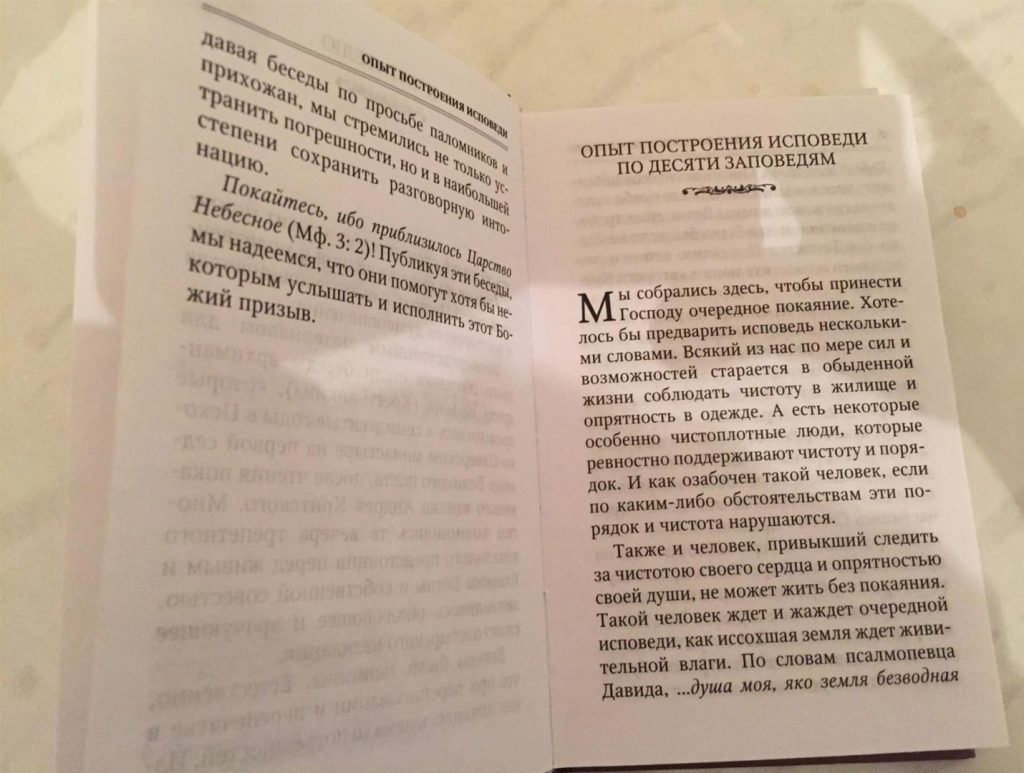 ОПЫТ ПОСТРОЕНИЯ ИСПОВЕДИ
давая беседы по просьбе паломников и
прихожан, мы стремились не только ус-
транить погрешности, но и в наибольшей
степени сохранить разговорную инто-
нацию.
Покайтесь, ибо приблизилось Царство
Небесное (Мф. 3: 2)! Публикуя эти беседы,
мы надеемся, что они помогут хотя бы не-
которым услышать и исполнить этот Бо-
жий призыв.
ОПЫТ ПОСТРОЕНИЯ ИСПОВЕДИ
ПО ДЕСЯТИ ЗАПОВЕДЯМ
Мы собрались здесь, чтобы принести
Господу очередное покаяние. Хоте-
лось бы предварить исповедь нескольки-
ми словами. Всякий из нас по мере сил и
возможностей старается в обыденной
жизни соблюдать чистоту в жилище и
опрятность в одежде. А есть некоторые
особенно чистоплотные люди, которые
ревностно поддерживают чистоту и поря-
док. И как озабочен такой человек, если
по каким-либо обстоятельствам эти по-
рядок и чистота нарушаются.
Также и человек, привыкший следить
за чистотою своего сердца и опрятностью
своей души, не может жить без покаяния.
Такой человек ждет и жаждет очередной
исповеди, как иссохшая земля ждет живи-
тельной влаги. По словам псалмопевца
Давида, ...душа моя, яко земля безводная